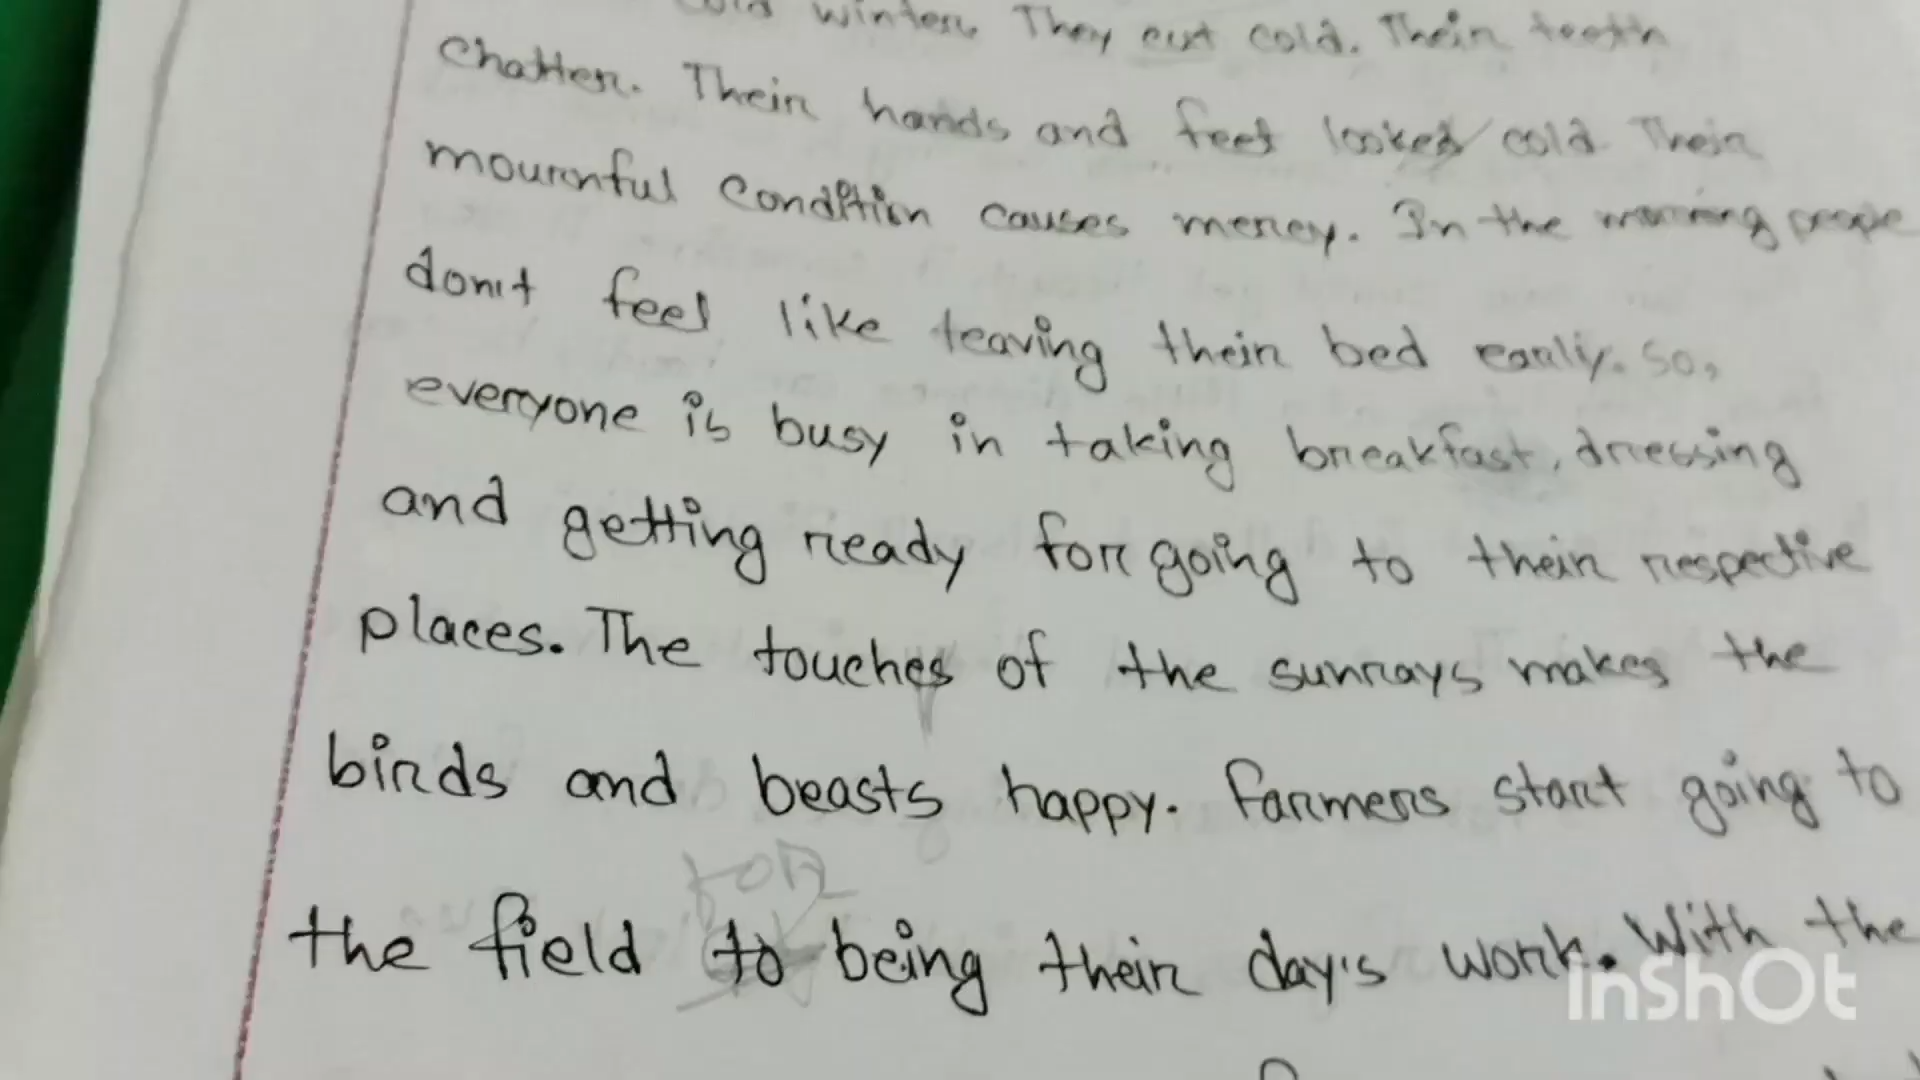 cold winter. They cut cold. Their teeth
chatter. Their hands and feet looked cold Their
mournful condition causes mercy. In the morning people
don't feel like leaving their bed early. So,
everyone is busy in taking breakfast, dressing
and getting ready for going to their respective
places. The touches of the sunrays makes the
birds and beasts happy. Farmers start going to
for
the field to being their day's work. With the
InShOt